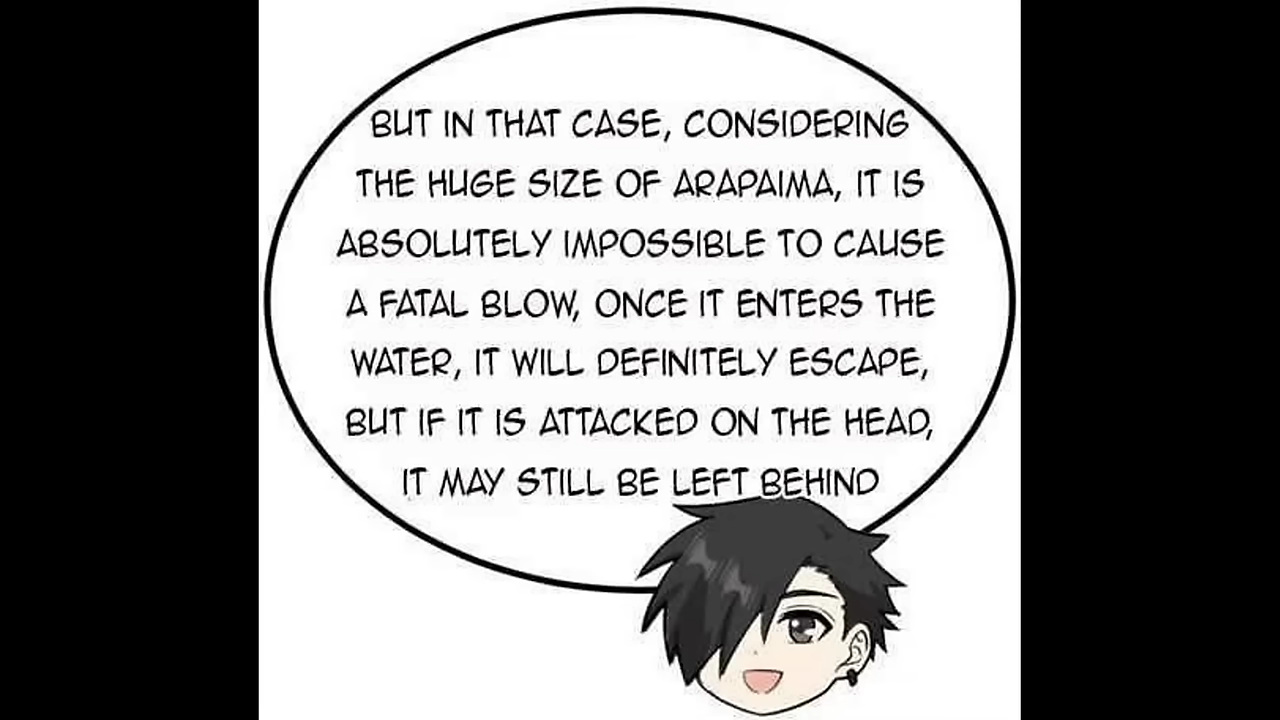 BUT IN THAT CASE, CONSIDERING
THE HUGE SIZE OF ARAPAIMA, IT IS
ABSOLUTELY IMPOSSIBLE TO CAUSE
A FATAL BLOW, ONCE IT ENTERS THE
WATER, IT WILL DEFINITELY ESCAPE,
BUT IF IT IS ATTACKED ON THE HEAD,
IT MAY STILL BE LEFT BEHIND